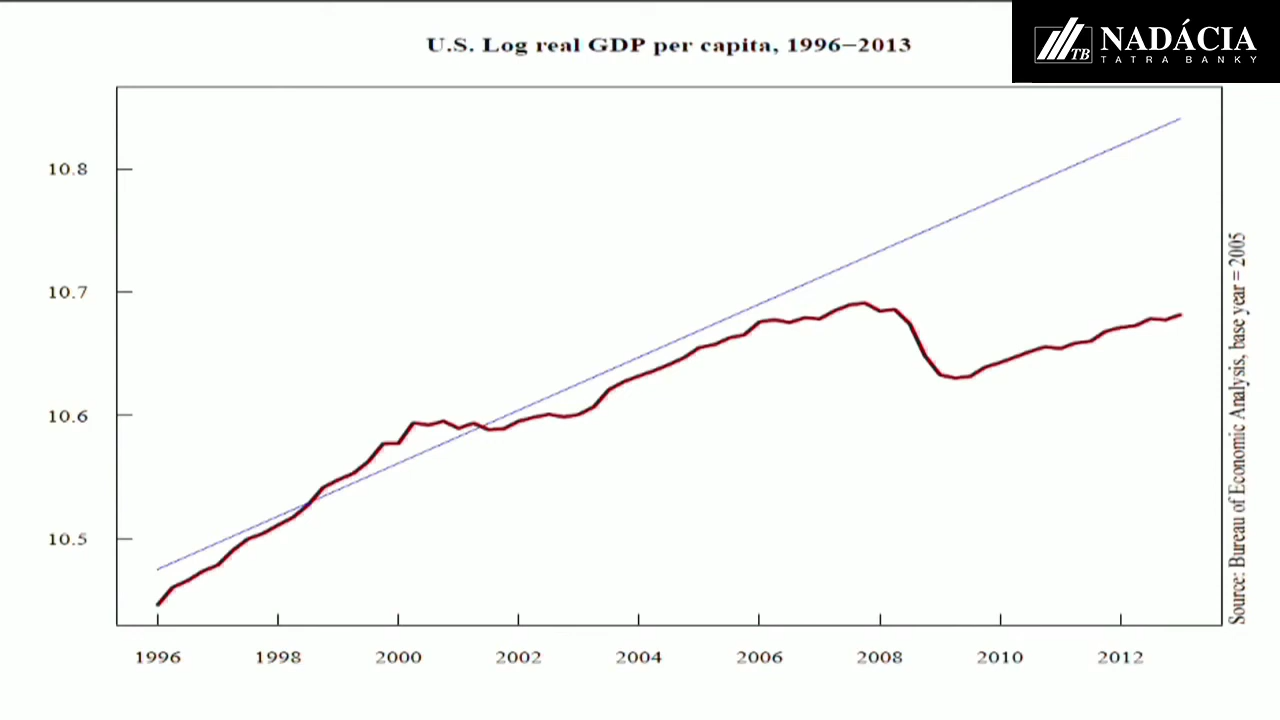 U.S. Log real GDP per capita, 1996–2013
TB NADÁCIA
TATRA BANKY
10.8
10.7
10.6
10.5
1996 1998 2000 2002 2004 2006 2008 2010 2012
Source: Bureau of Economic Analysis, base year = 2005